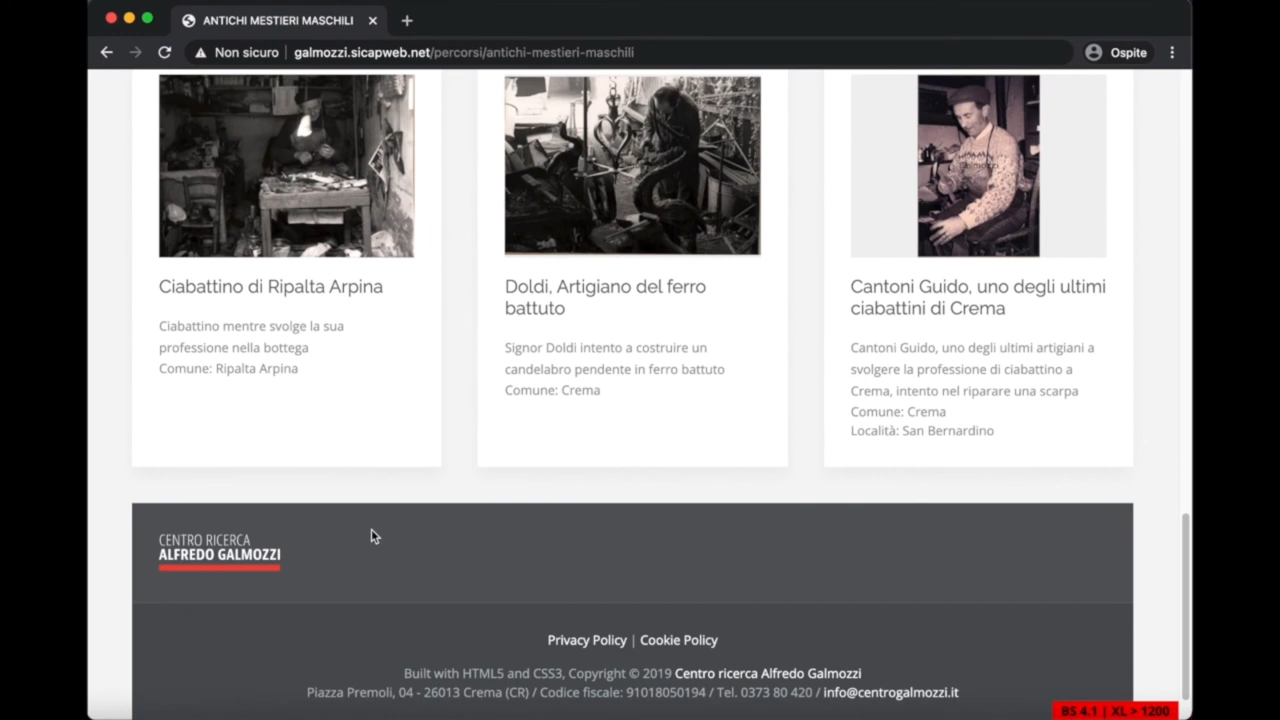 ANTICHI MESTIERI MASCHILI
Non sicuro
galmozzi.sicapweb.net/percorsi/antichi-mestieri-maschili
Ospite
Ciabattino di Ripalta Arpina
Ciabattino mentre svolge la sua
professione nella bottega
Comune: Ripalta Arpina
Doldi, Artigiano del ferro
battuto
Signor Doldi intento a costruire un
candelabro pendente in ferro battuto
Comune: Crema
Cantoni Guido, uno degli ultimi
ciabattini di Crema
Cantoni Guido, uno degli ultimi artigiani a
svolgere la professione di ciabattino a
Crema, intento nel riparare una scarpa
Comune: Crema
Località: San Bernardino
CENTRO RICERCA
ALFREDO GALMOZZI
Privacy Policy | Cookie Policy
Built with HTML5 and CSS3, Copyright © 2019 Centro ricerca Alfredo Galmozzi
Piazza Premoli, 04 - 26013 Crema (CR) / Codice fiscale: 91018050194 / Tel. 0373 80 420 / info@centrogalmozzi.it
BS 4.1 | XL > 1200